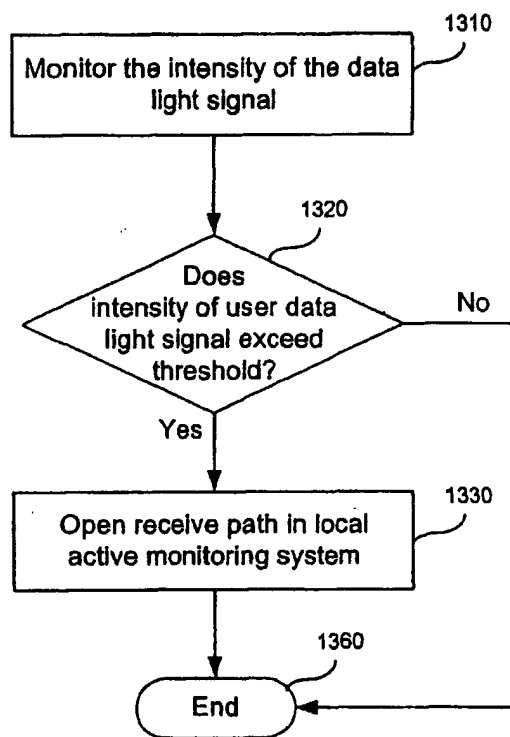 1310
Monitor the intensity of the data
light signal
1320
Does
intensity of user data
light signal exceed
threshold?
No
Yes
1330
Open receive path in local
active monitoring system
1360
End